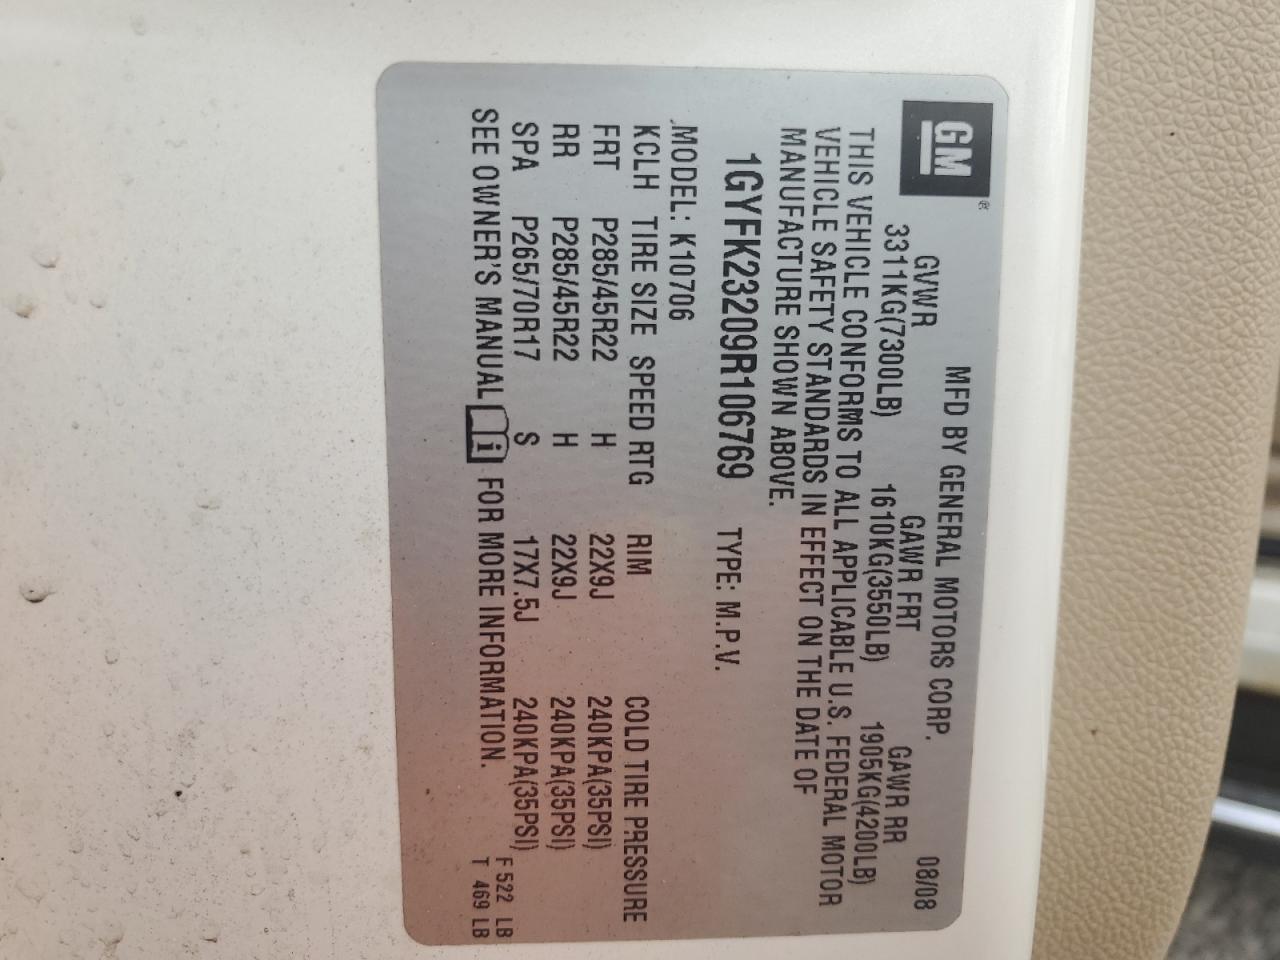 GM®
MFD BY GENERAL MOTORS CORP. 08/08
GVWR GAWR FRT GAWR RR
3311KG(7300LB) 1610KG(3550LB) 1905KG(4200LB)
THIS VEHICLE CONFORMS TO ALL APPLICABLE U.S. FEDERAL MOTOR
VEHICLE SAFETY STANDARDS IN EFFECT ON THE DATE OF
MANUFACTURE SHOWN ABOVE.
1GYFK23209R106769 TYPE: M.P.V.
MODEL: K10706
KCLH TIRE SIZE SPEED RTG RIM COLD TIRE PRESSURE
FRT P285/45R22 H 22X9J 240KPA(35PSI)
RR P285/45R22 H 22X9J 240KPA(35PSI)
SPA P265/70R17 S 17X7.5J 240KPA(35PSI)
SEE OWNER'S MANUAL i FOR MORE INFORMATION.
F 522 LB
T 469 LB